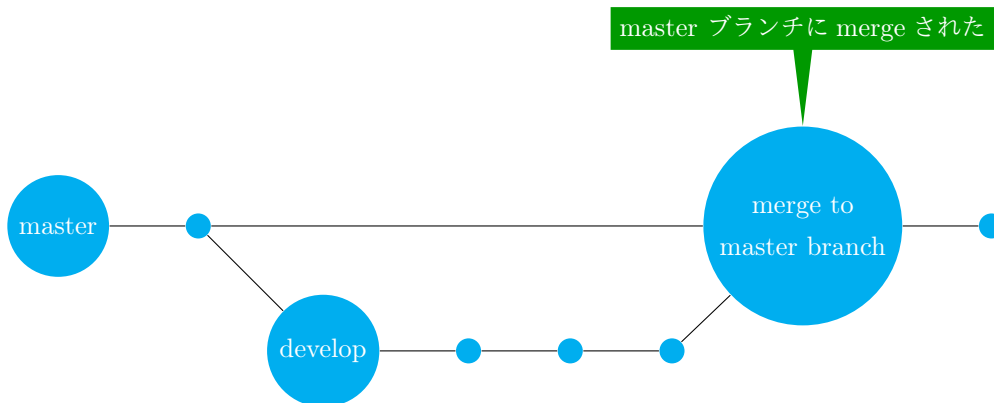 master ブランチに merge された
master
merge to
master branch
develop